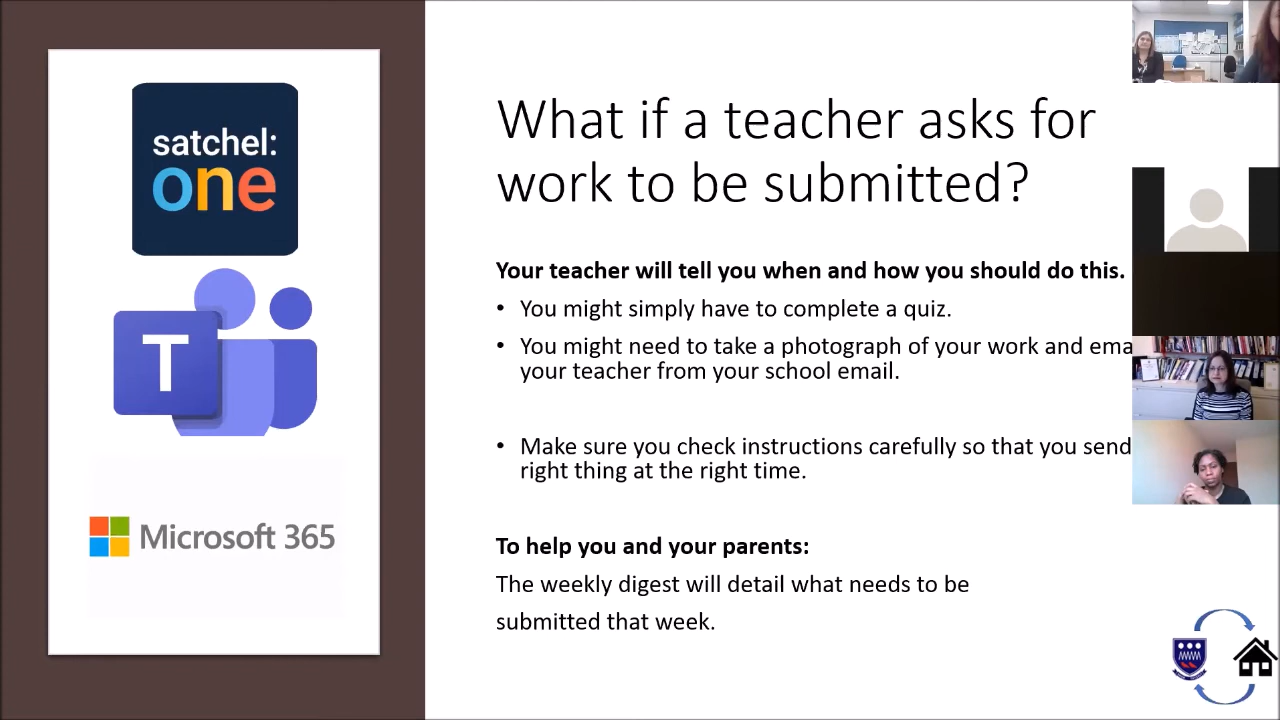 satchel:
one
T
Microsoft 365
What if a teacher asks for
work to be submitted?
Your teacher will tell you when and how you should do this.
• You might simply have to complete a quiz.
• You might need to take a photograph of your work and ema
your teacher from your school email.
• Make sure you check instructions carefully so that you send
right thing at the right time.
To help you and your parents:
The weekly digest will detail what needs to be
submitted that week.